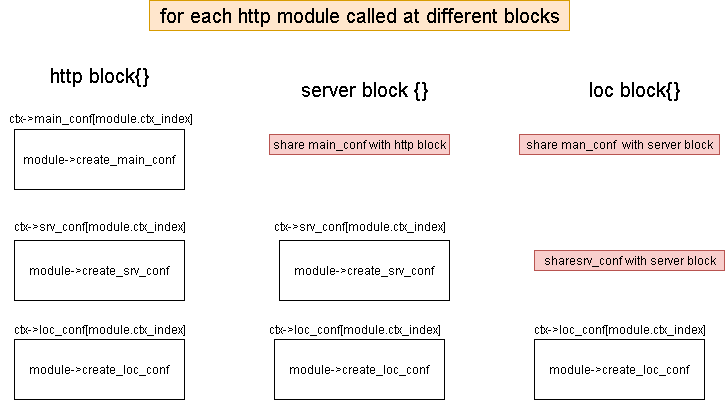 for each http module called at different blocks
http block{}
server block {}
loc block{}
ctx->main_conf[module.ctx_index]
module->create_main_conf
share main_conf with http block
share man_conf with server block
ctx->srv_conf[module.ctx_index]
ctx->srv_conf[module.ctx_index]
module->create_srv_conf
module->create_srv_conf
sharesrv_conf with server block
ctx->loc_conf[module.ctx_index]
ctx->loc_conf[module.ctx_index]
ctx->loc_conf[module.ctx_index]
module->create_loc_conf
module->create_loc_conf
module->create_loc_conf